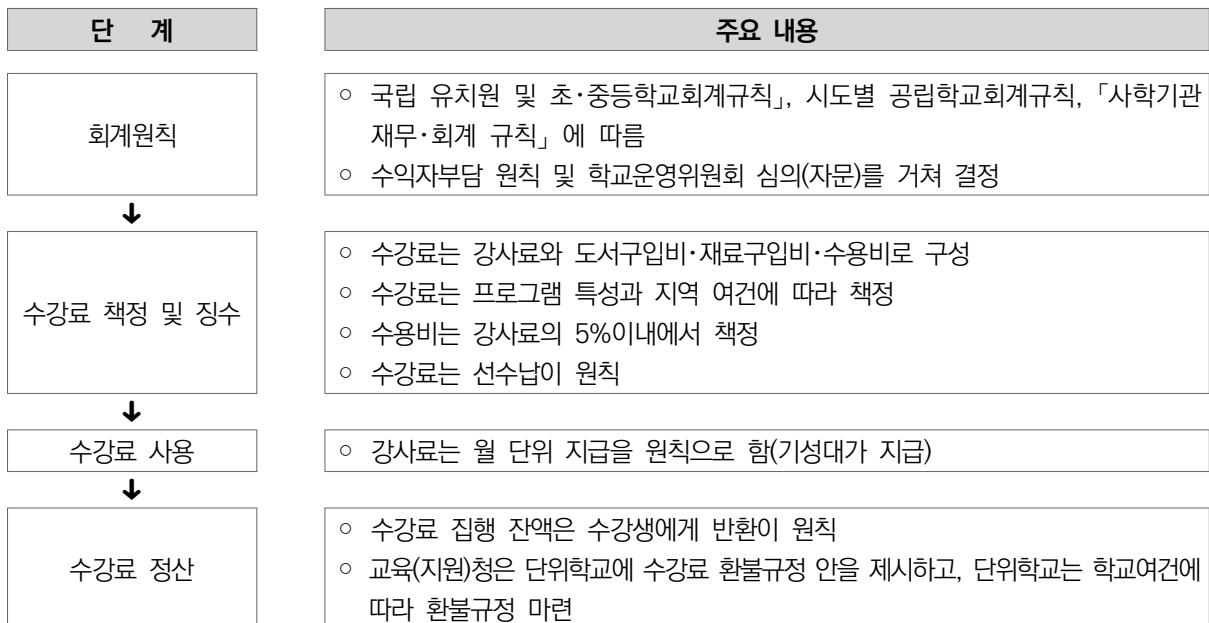 단 계
주요 내용
회계원칙
○ 국립 유치원 및 초·중등학교회계규칙」, 시도별 공립학교회계규칙, 「사학기관
재무·회계 규칙」 에 따름
○ 수익자부담 원칙 및 학교운영위원회 심의(자문)를 거쳐 결정
↓
수강료 책정 및 징수
○ 수강료는 강사료와 도서구입비·재료구입비·수용비로 구성
○ 수강료는 프로그램 특성과 지역 여건에 따라 책정
○ 수용비는 강사료의 5%이내에서 책정
○ 수강료는 선수납이 원칙
↓
수강료 사용
○ 강사료는 월 단위 지급을 원칙으로 함(기성대가 지급)
↓
수강료 정산
○ 수강료 집행 잔액은 수강생에게 반환이 원칙
○ 교육(지원)청은 단위학교에 수강료 환불규정 안을 제시하고, 단위학교는 학교여건에
따라 환불규정 마련